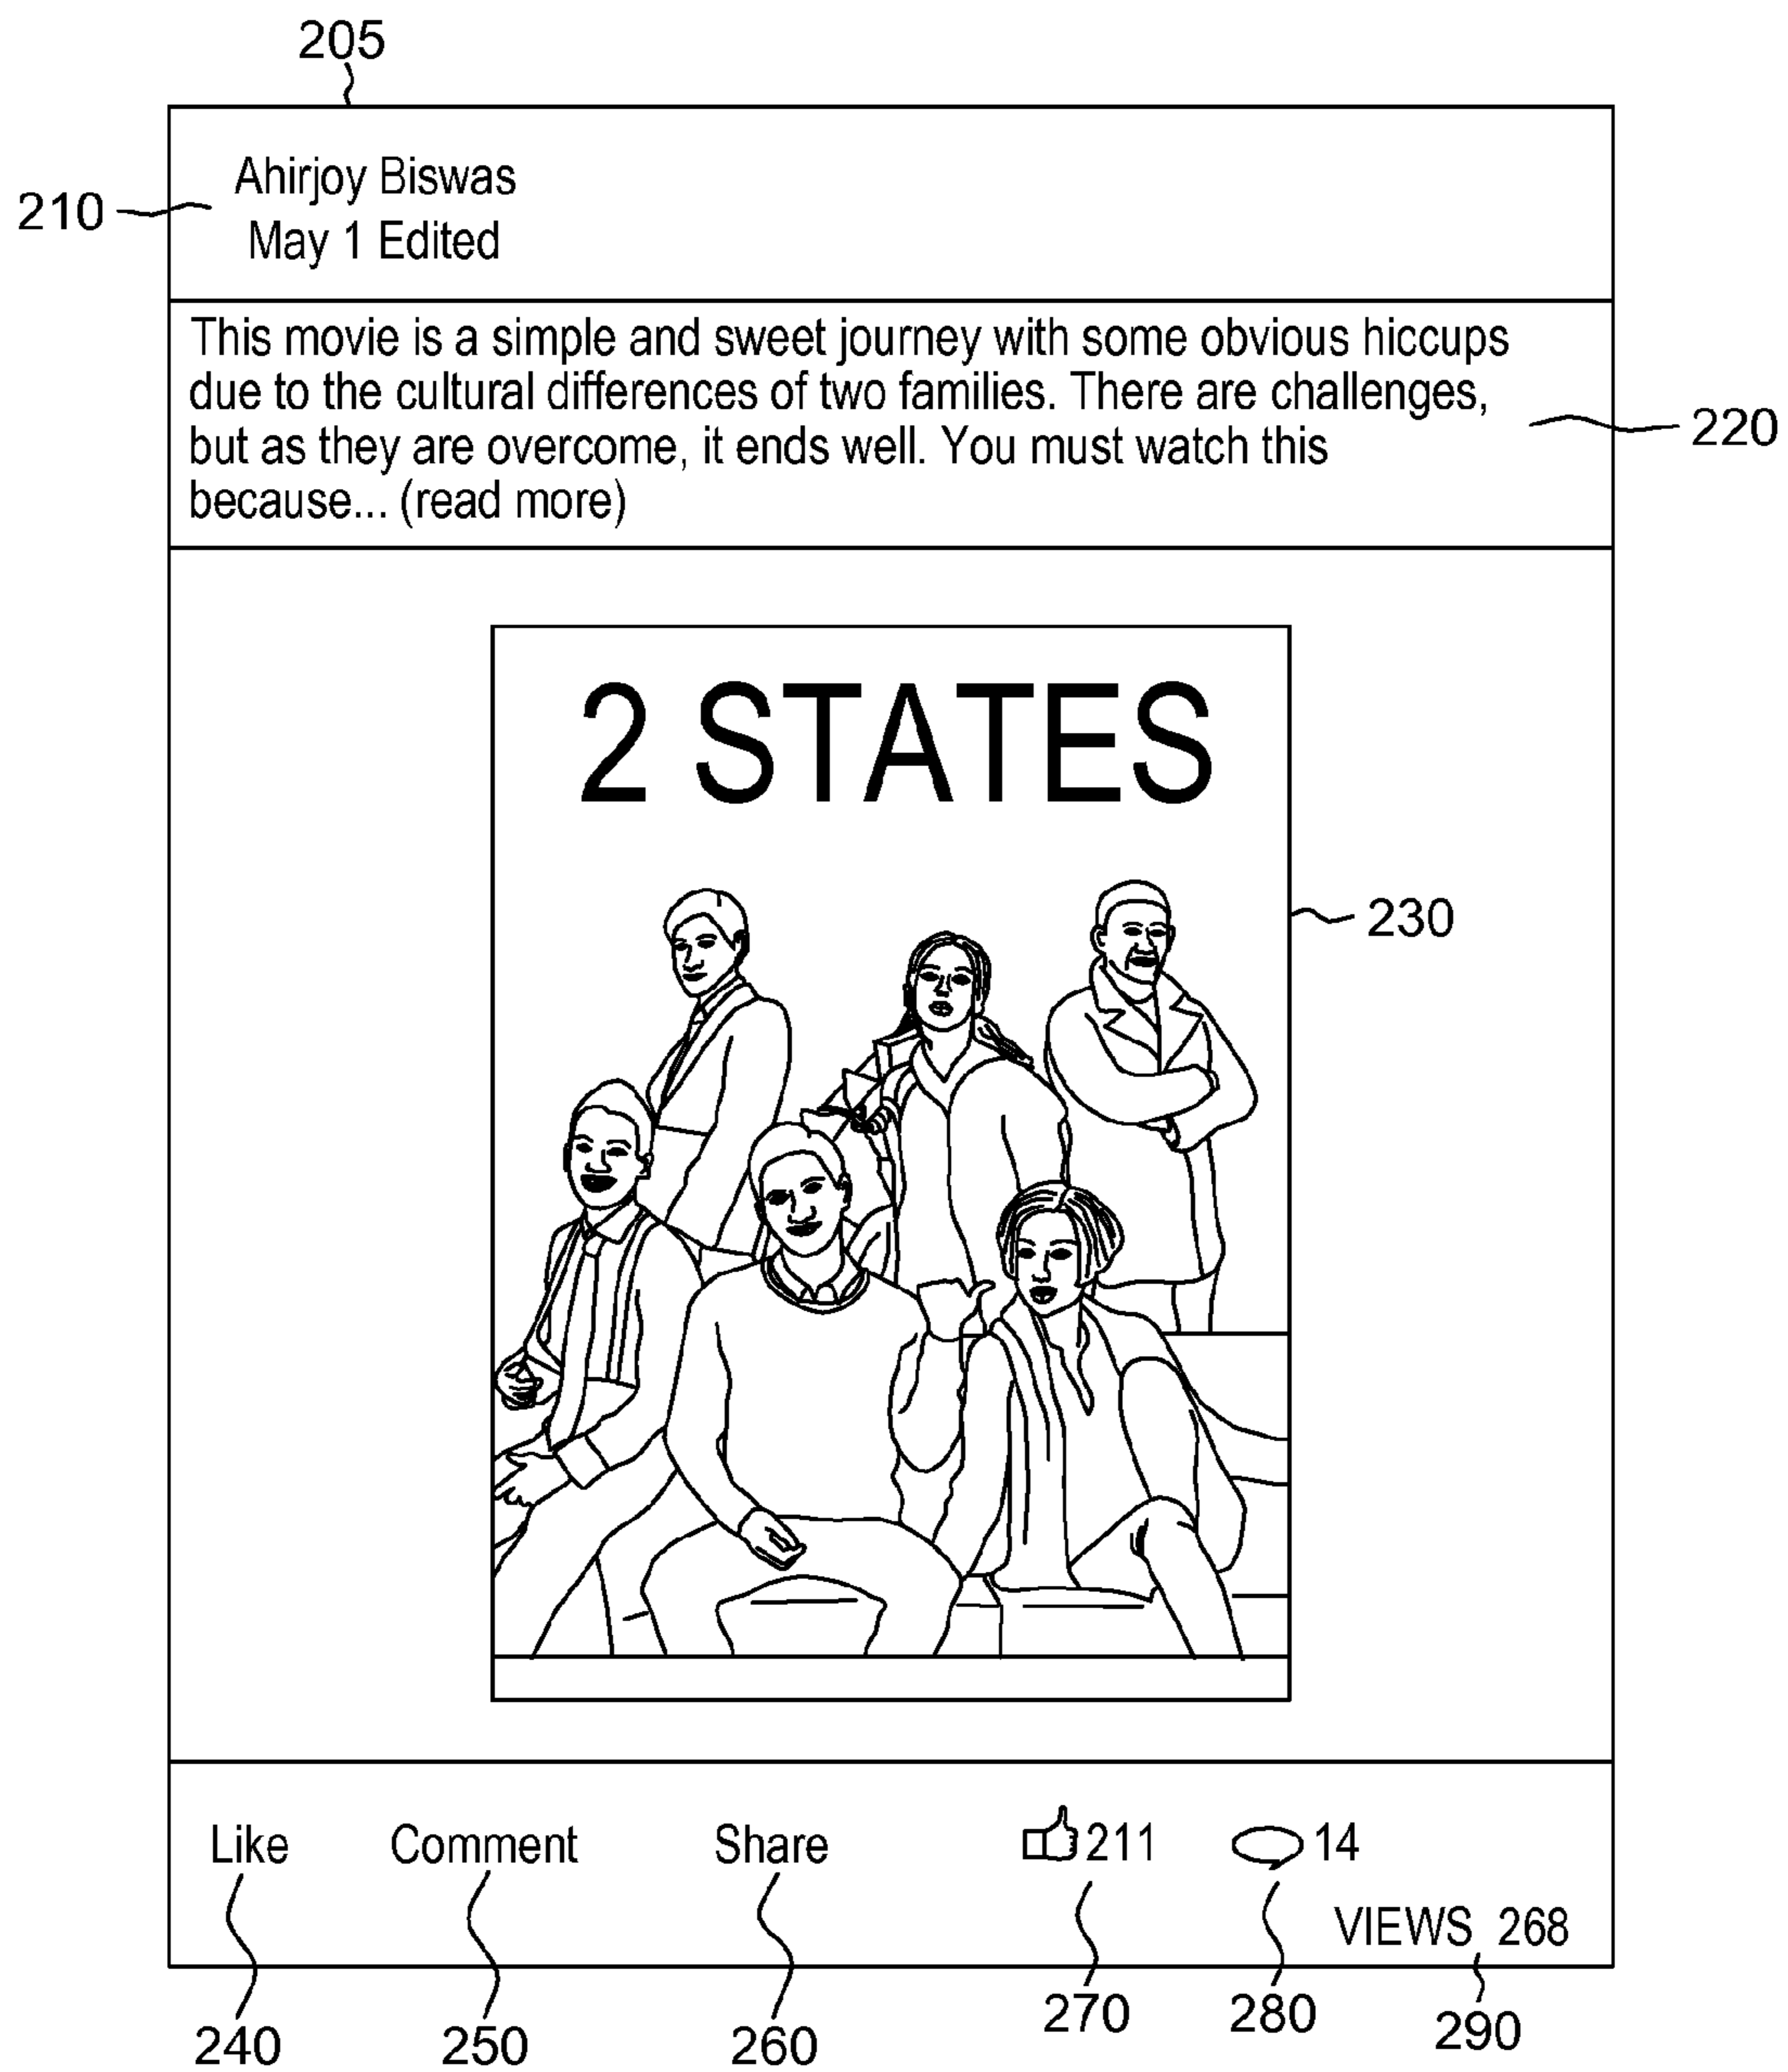 205
210
Ahirjoy Biswas
May 1 Edited
This movie is a simple and sweet journey with some obvious hiccups
due to the cultural differences of two families. There are challenges,
but as they are overcome, it ends well. You must watch this
because... (read more)
220
2 STATES
230
Like Comment Share 211 14
VIEWS 268
240 250 260 270 280 290